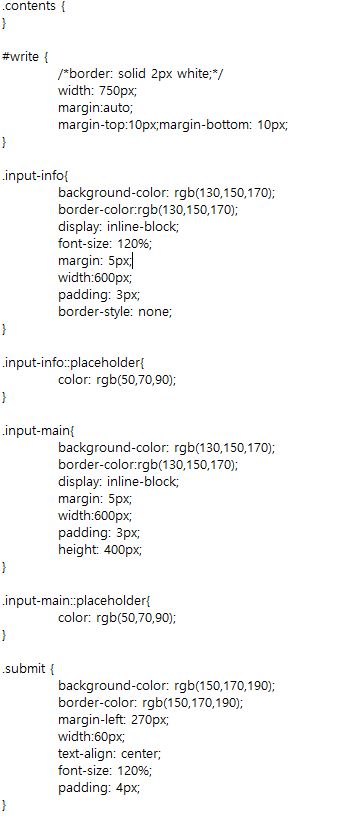 .contents {
}
#write {
/*border: solid 2px white;*/
width: 750px;
margin:auto;
margin-top:10px;margin-bottom: 10px;
}
.input-info{
background-color: rgb(130,150,170);
border-color:rgb(130,150,170);
display: inline-block;
font-size: 120%;
margin: 5px;
width:600px;
padding: 3px;
border-style: none;
}
.input-info::placeholder{
color: rgb(50,70,90);
}
.input-main{
background-color: rgb(130,150,170);
border-color:rgb(130,150,170);
display: inline-block;
margin: 5px;
width:600px;
padding: 3px;
height: 400px;
}
.input-main::placeholder{
color: rgb(50,70,90);
}
.submit {
background-color: rgb(150,170,190);
border-color: rgb(150,170,190);
margin-left: 270px;
width:60px;
text-align: center;
font-size: 120%;
padding: 4px;
}